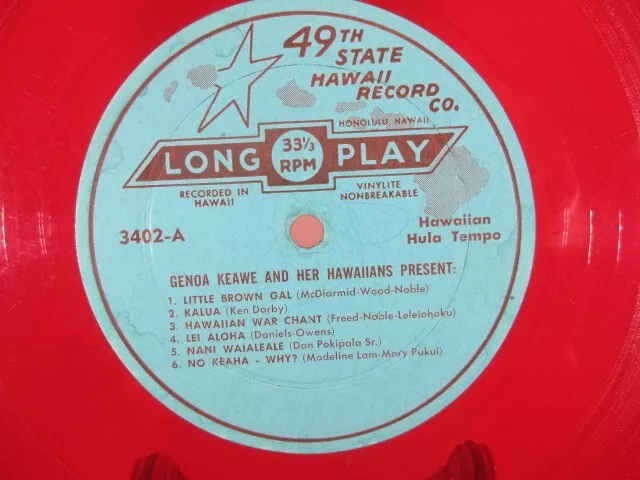 49TH
STATE
HAWAII
RECORD
CO.
HONOLULU, HAWAII
LONG PLAY
33⅓
RPM
RECORDED IN
HAWAII
VINYLITE
NONBREAKABLE
3402-A
Hawaiian
Hula Tempo
GENOA KEAWE AND HER HAWAIIANS PRESENT:
1. LITTLE BROWN GAL (McDiarmid-Wood-Noble)
2. KALUA (Ken Darby)
3. HAWAIIAN WAR CHANT (Freed-Noble-Leleiohaku)
4. LEI ALOHA (Daniels-Owens)
5. NANI WAIALEALE (Dan Pokipala Sr.)
6. NO KEAHA - WHY? (Madeline Lam-Mary Pukui)